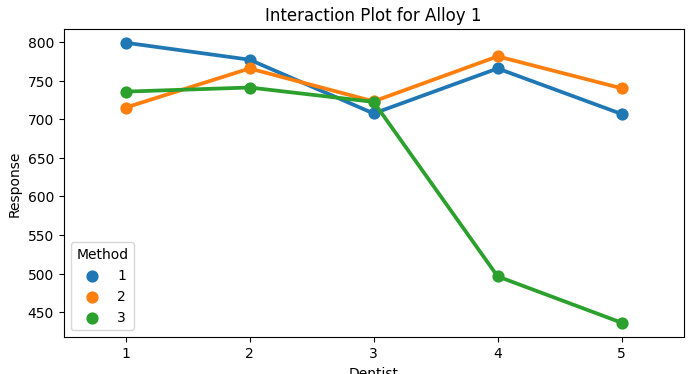 Interaction Plot for Alloy 1
800
750
700
650
600
550
500
450
Response
Method
1
2
3
1 2 3 4 5
Dentist